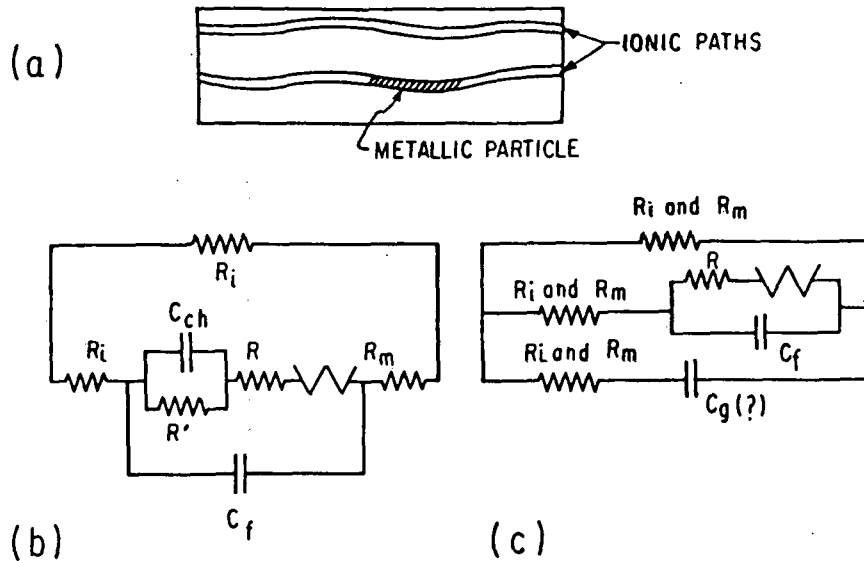 (a)
IONIC PATHS
METALLIC PARTICLE
Ri
Cch
Ri
R
Rm
R'
Cf
(b)
Ri and Rm
R
Ri and Rm
Cf
Ri and Rm
Cg(?)
(c)